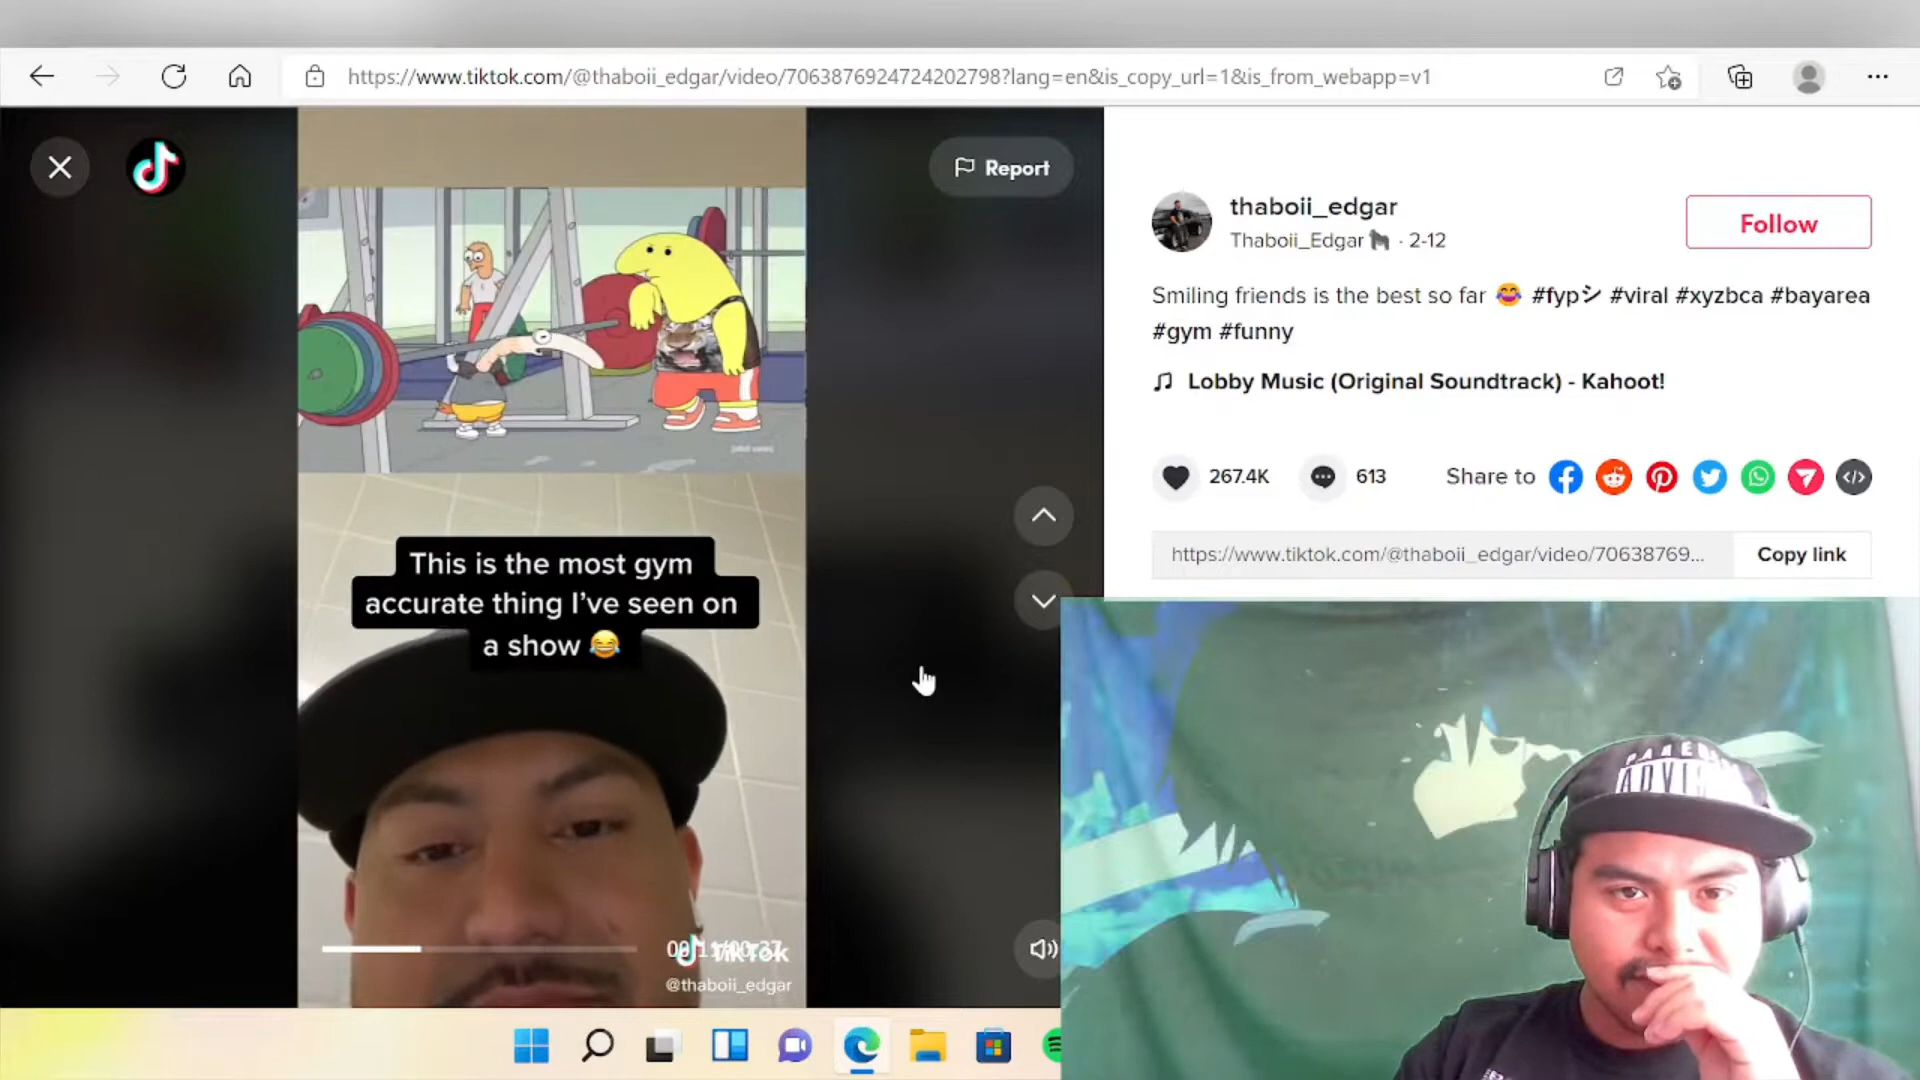 https://www.tiktok.com/@thaboii_edgar/video/7063876924724202798?lang=en&is_copy_url=1&is_from_webapp=v1
Report
thaboii_edgar
Thaboii_Edgar 🦍 · 2-12
Follow
Smiling friends is the best so far 😂 #fypシ #viral #xyzbca #bayarea
#gym #funny
Lobby Music (Original Soundtrack) - Kahoot!
267.4K
613
Share to
https://www.tiktok.com/@thaboii_edgar/video/70638769...
Copy link
[adult swim]
This is the most gym
accurate thing I've seen on
a show 😂
TikTok
@thaboii_edgar